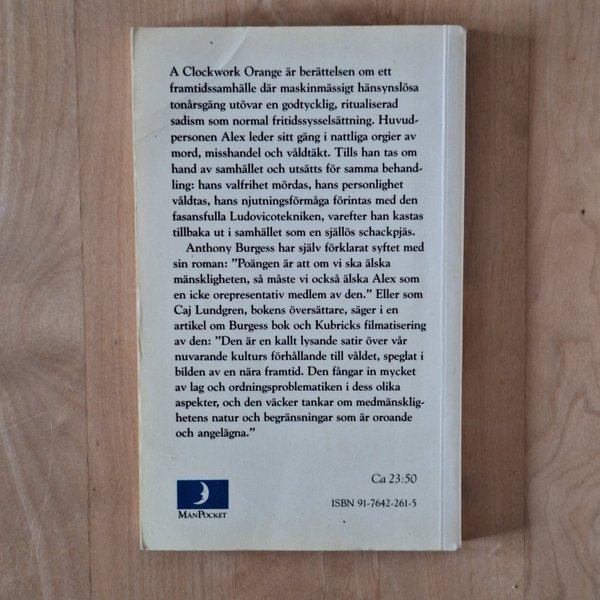 A Clockwork Orange är berättelsen om ett
framtidssamhälle där maskinmässigt hänsynslösa
tonårsgäng utövar en godtycklig, ritualiserad
sadism som normal fritidssysselsättning. Huvud-
personen Alex leder sitt gäng i nattliga orgier av
mord, misshandel och våldtäkt. Tills han tas om
hand av samhället och utsätts för samma behand-
ling: hans valfrihet mördas, hans personlighet
våldtas, hans njutningsförmåga förintas med den
fasansfulla Ludovicotekniken, varefter han kastas
tillbaka ut i samhället som en själlös schackpjäs.
Anthony Burgess har själv förklarat syftet med
sin roman: ”Poängen är att om vi ska älska
mänskligheten, så måste vi också älska Alex som
en icke orepresentativ medlem av den.” Eller som
Caj Lundgren, bokens översättare, säger i en
artikel om Burgess bok och Kubricks filmatisering
av den: ”Den är en kallt lysande satir över vår
nuvarande kulturs förhållande till våldet, speglat i
bilden av en nära framtid. Den fångar in mycket
av lag och ordningsproblematiken i dess olika
aspekter, och den väcker tankar om medmänsklig-
hetens natur och begränsningar som är oroande
och angelägna.”
Ca 23:50
ISBN 91-7642-261-5
MÅNPOCKET